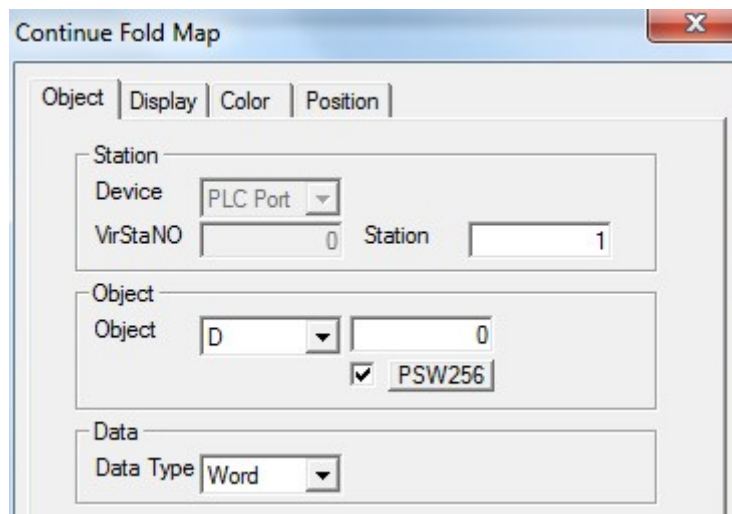 Continue Fold Map
Object Display Color Position
Station
Device PLC Port
VirStaNO 0 Station 1
Object
Object D 0
PSW256
Data
Data Type Word